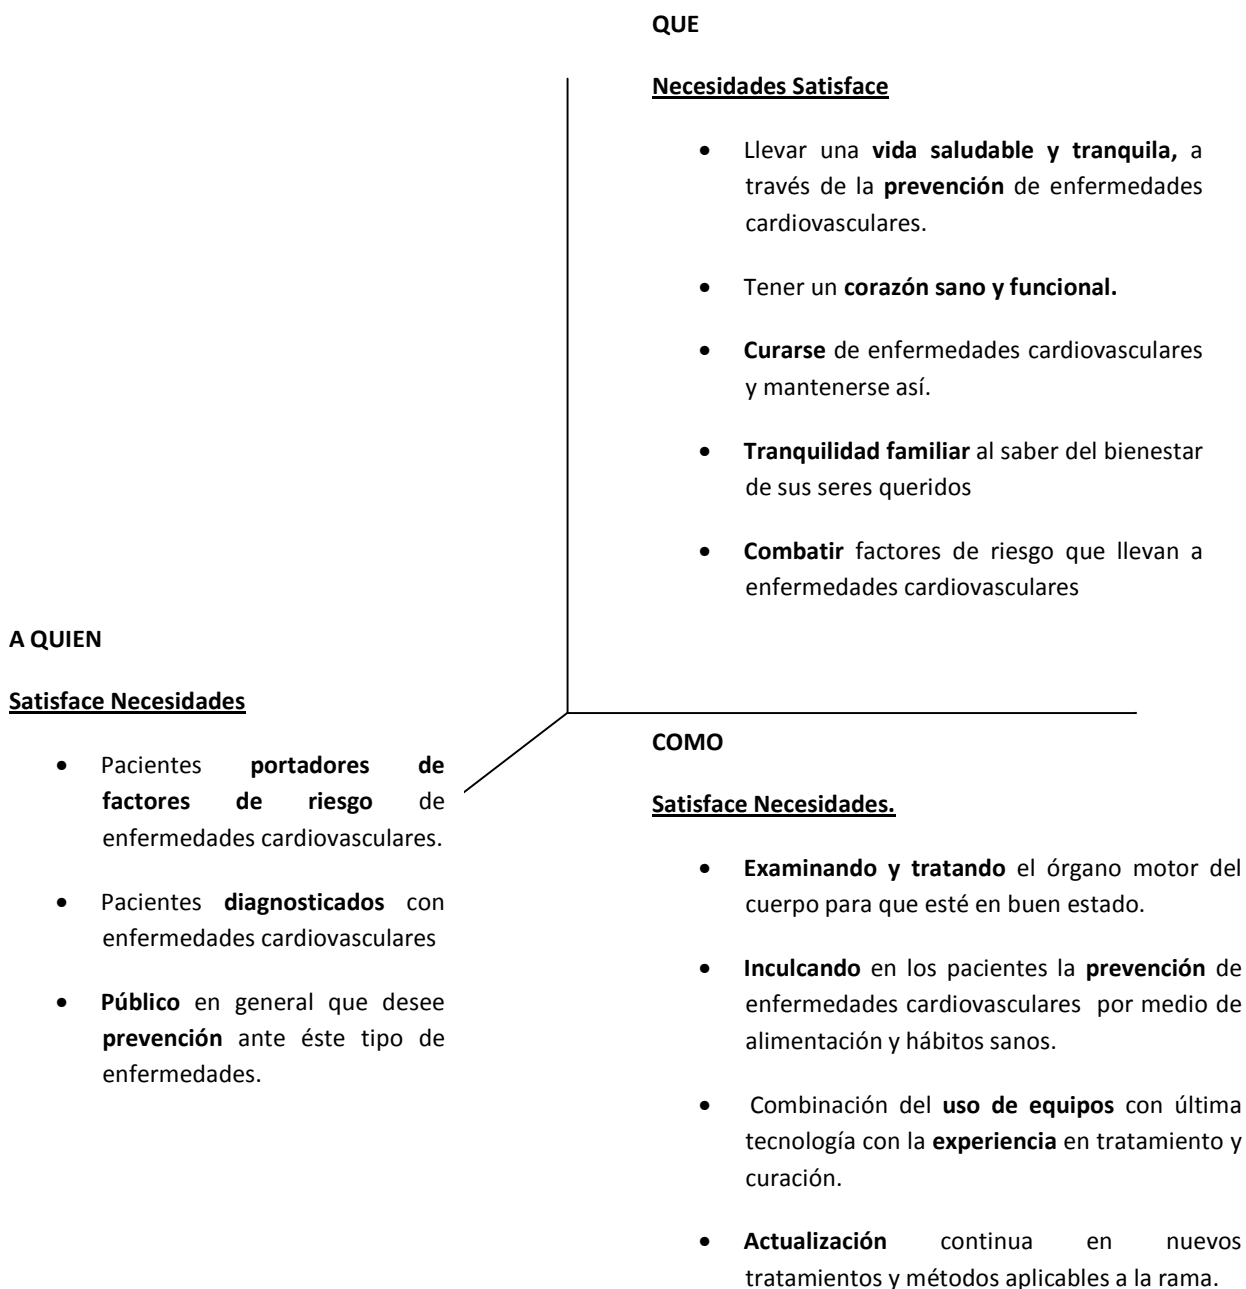 QUE
Necesidades Satisface
• Llevar una vida saludable y tranquila, a
través de la prevención de enfermedades
cardiovasculares.
• Tener un corazón sano y funcional.
• Curarse de enfermedades cardiovasculares
y mantenerse así.
• Tranquilidad familiar al saber del bienestar
de sus seres queridos
• Combatir factores de riesgo que llevan a
enfermedades cardiovasculares
A QUIEN
Satisface Necesidades
• Pacientes portadores de
factores de riesgo de
enfermedades cardiovasculares.
• Pacientes diagnosticados con
enfermedades cardiovasculares
• Público en general que desee
prevención ante éste tipo de
enfermedades.
COMO
Satisface Necesidades.
• Examinando y tratando el órgano motor del
cuerpo para que esté en buen estado.
• Inculcando en los pacientes la prevención de
enfermedades cardiovasculares por medio de
alimentación y hábitos sanos.
• Combinación del uso de equipos con última
tecnología con la experiencia en tratamiento y
curación.
• Actualización continua en nuevos
tratamientos y métodos aplicables a la rama.